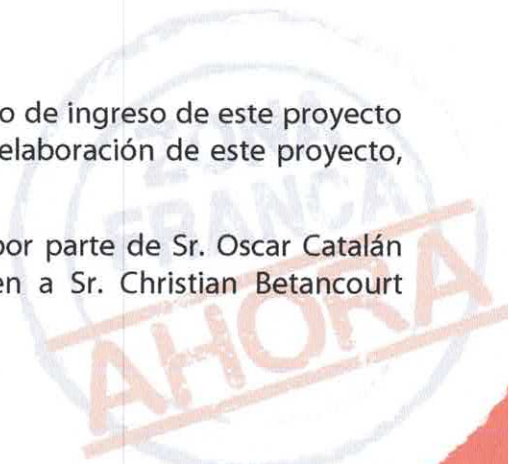 o de ingreso de este proyecto
elaboración de este proyecto,
por parte de Sr. Oscar Catalán
en a Sr. Christian Betancourt
ZONA
FRANCA
AHORA